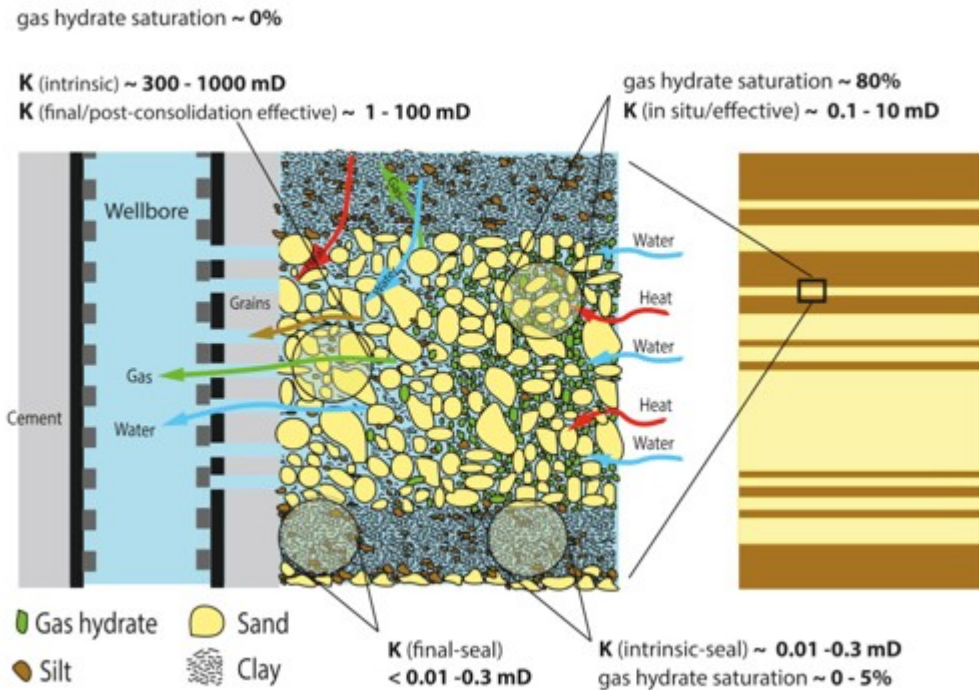 gas hydrate saturation ~ 0%
K (intrinsic) ~ 300 - 1000 mD
K (final/post-consolidation effective) ~ 1 - 100 mD
gas hydrate saturation ~ 80%
K (in situ/effective) ~ 0.1 - 10 mD
Wellbore
Gas
Water
Water
Grains
Heat
Gas
Water
Cement
Water
Heat
Water
Gas hydrate
Sand
Silt
Clay
K (final-seal)
< 0.01 -0.3 mD
K (intrinsic-seal) ~ 0.01 -0.3 mD
gas hydrate saturation ~ 0 - 5%